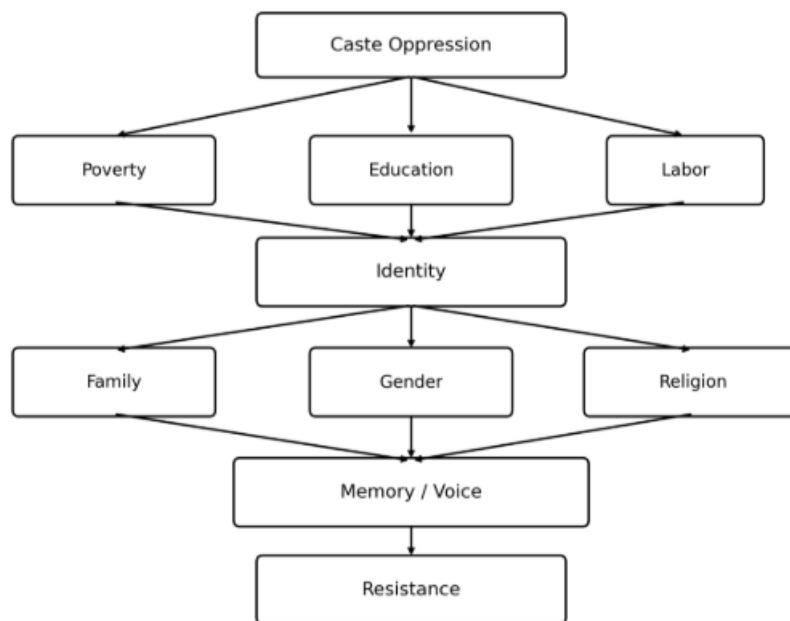 Caste Oppression
Poverty
Education
Labor
Identity
Family
Gender
Religion
Memory / Voice
Resistance